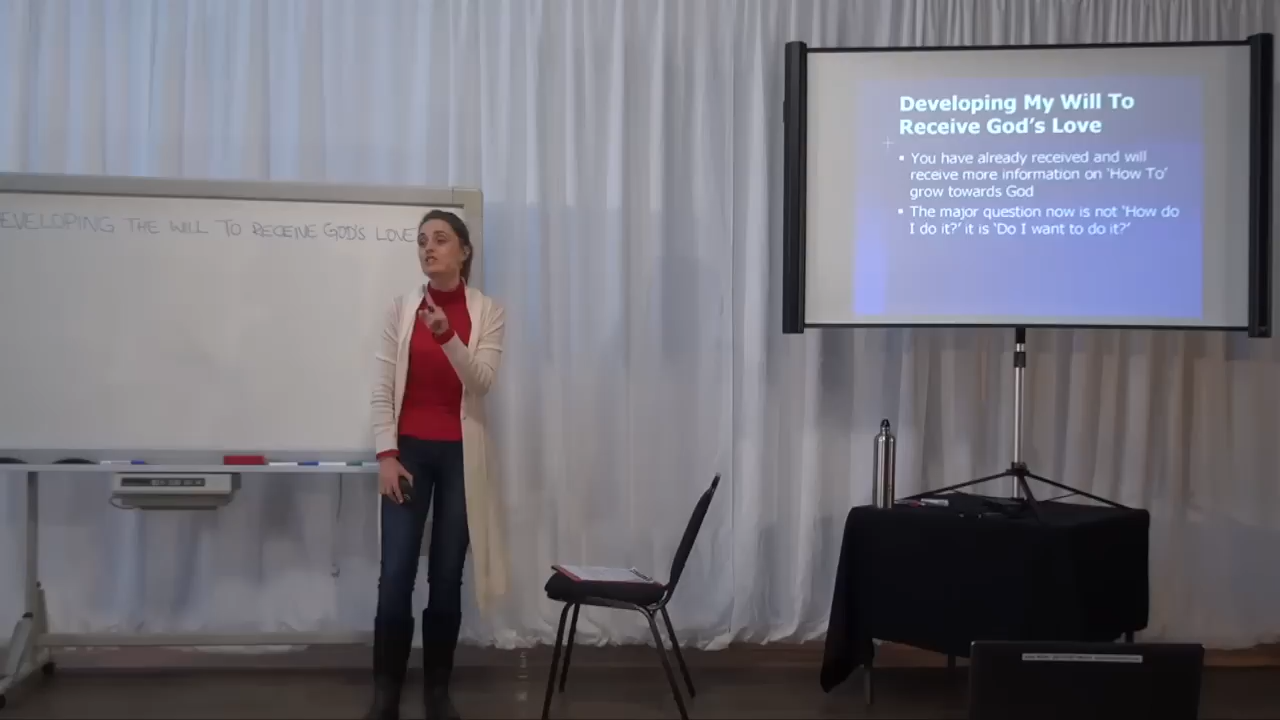 EVELOPING THE WILL TO RECEIVE GOD'S LOVE
Developing My Will To
Receive God's Love
▪ You have already received and will
receive more information on 'How To'
grow towards God
▪ The major question now is not 'How do
I do it?' it is 'Do I want to do it?'